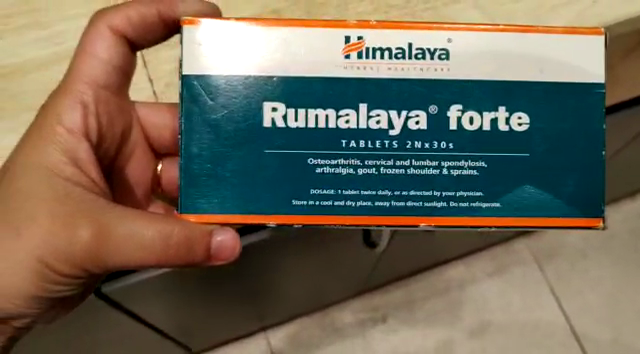 Himalaya®
HERBAL HEALTHCARE
Rumalaya® forte
TABLETS 2Nx30s
Osteoarthritis, cervical and lumbar spondylosis,
arthralgia, gout, frozen shoulder & sprains.
DOSAGE: 1 tablet twice daily, or as directed by your physician.
Store in a cool and dry place, away from direct sunlight. Do not refrigerate.